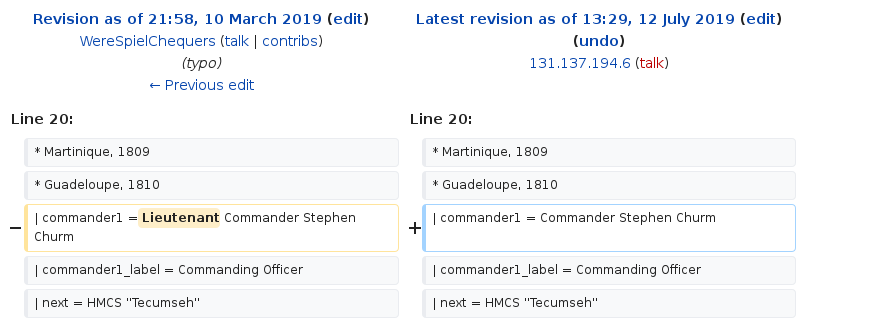 Revision as of 21:58, 10 March 2019 (edit)
WereSpielChequers (talk | contribs)
(typo)
← Previous edit
Latest revision as of 13:29, 12 July 2019 (edit)
(undo)
131.137.194.6 (talk)
Line 20:
Line 20:
* Martinique, 1809
* Martinique, 1809
* Guadeloupe, 1810
* Guadeloupe, 1810
− | commander1 = Lieutenant Commander Stephen
Churm
+ | commander1 = Commander Stephen Churm
| commander1_label = Commanding Officer
| commander1_label = Commanding Officer
| next = HMCS "Tecumseh"
| next = HMCS "Tecumseh"